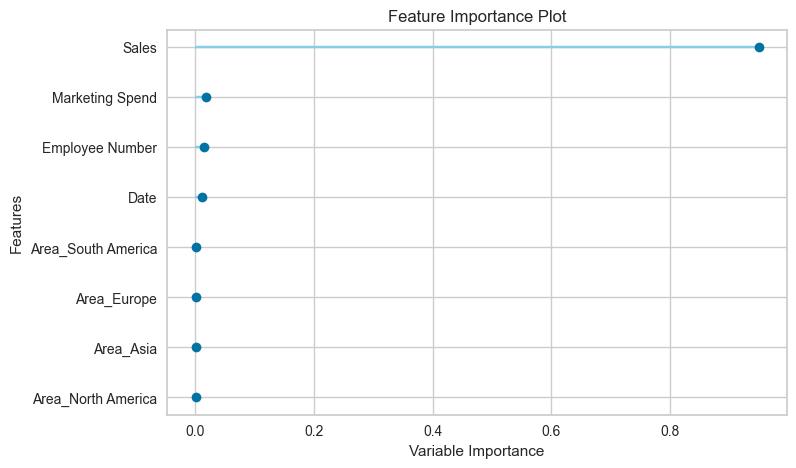 Feature Importance Plot
Sales
Marketing Spend
Employee Number
Date
Area_South America
Area_Europe
Area_Asia
Area_North America
Features
0.0 0.2 0.4 0.6 0.8
Variable Importance